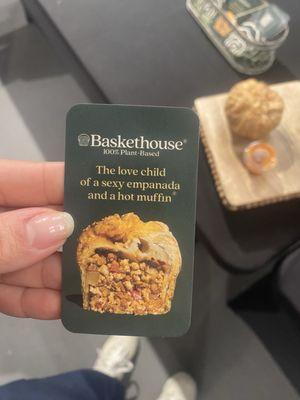 Baskethouse®
100% Plant-Based
The love child
of a sexy empanada
and a hot muffin®